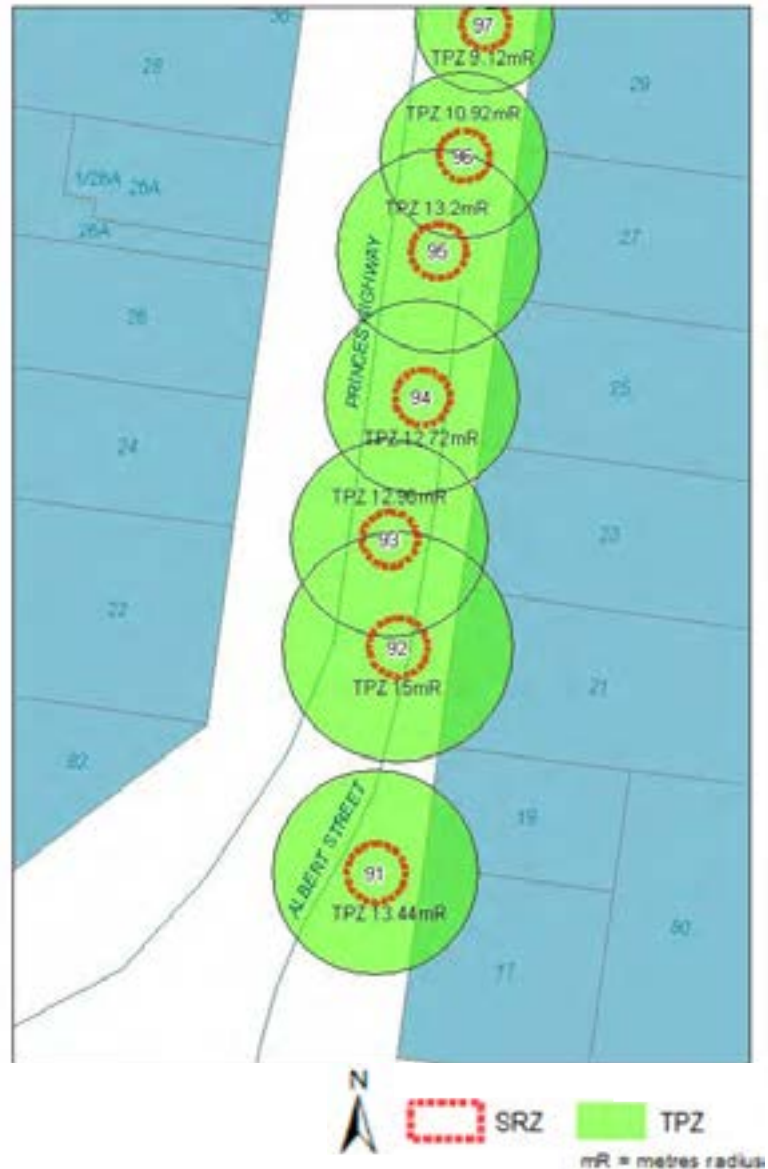 97
TPZ 9.12mR
28
29
TPZ 10.92mR
96
1/26A 26A
TPZ 13.2mR
26A
95
27
PRINCES HIGHWAY
26
94
25
TPZ 12.72mR
24
TPZ 12.96mR
93
23
22
92
TPZ 15mR
21
82
ALBERT STREET
19
91
TPZ 13.44mR
80
17
N
SRZ
TPZ
mR = metres radius